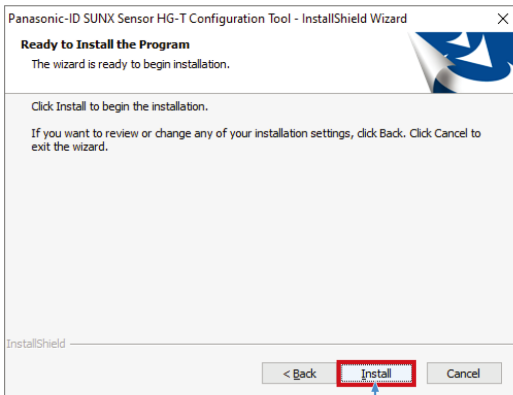 Panasonic-ID SUNX Sensor HG-T Configuration Tool - InstallShield Wizard
Ready to Install the Program
The wizard is ready to begin installation.
Click Install to begin the installation.
If you want to review or change any of your installation settings, click Back. Click Cancel to
exit the wizard.
InstallShield
< Back Install Cancel